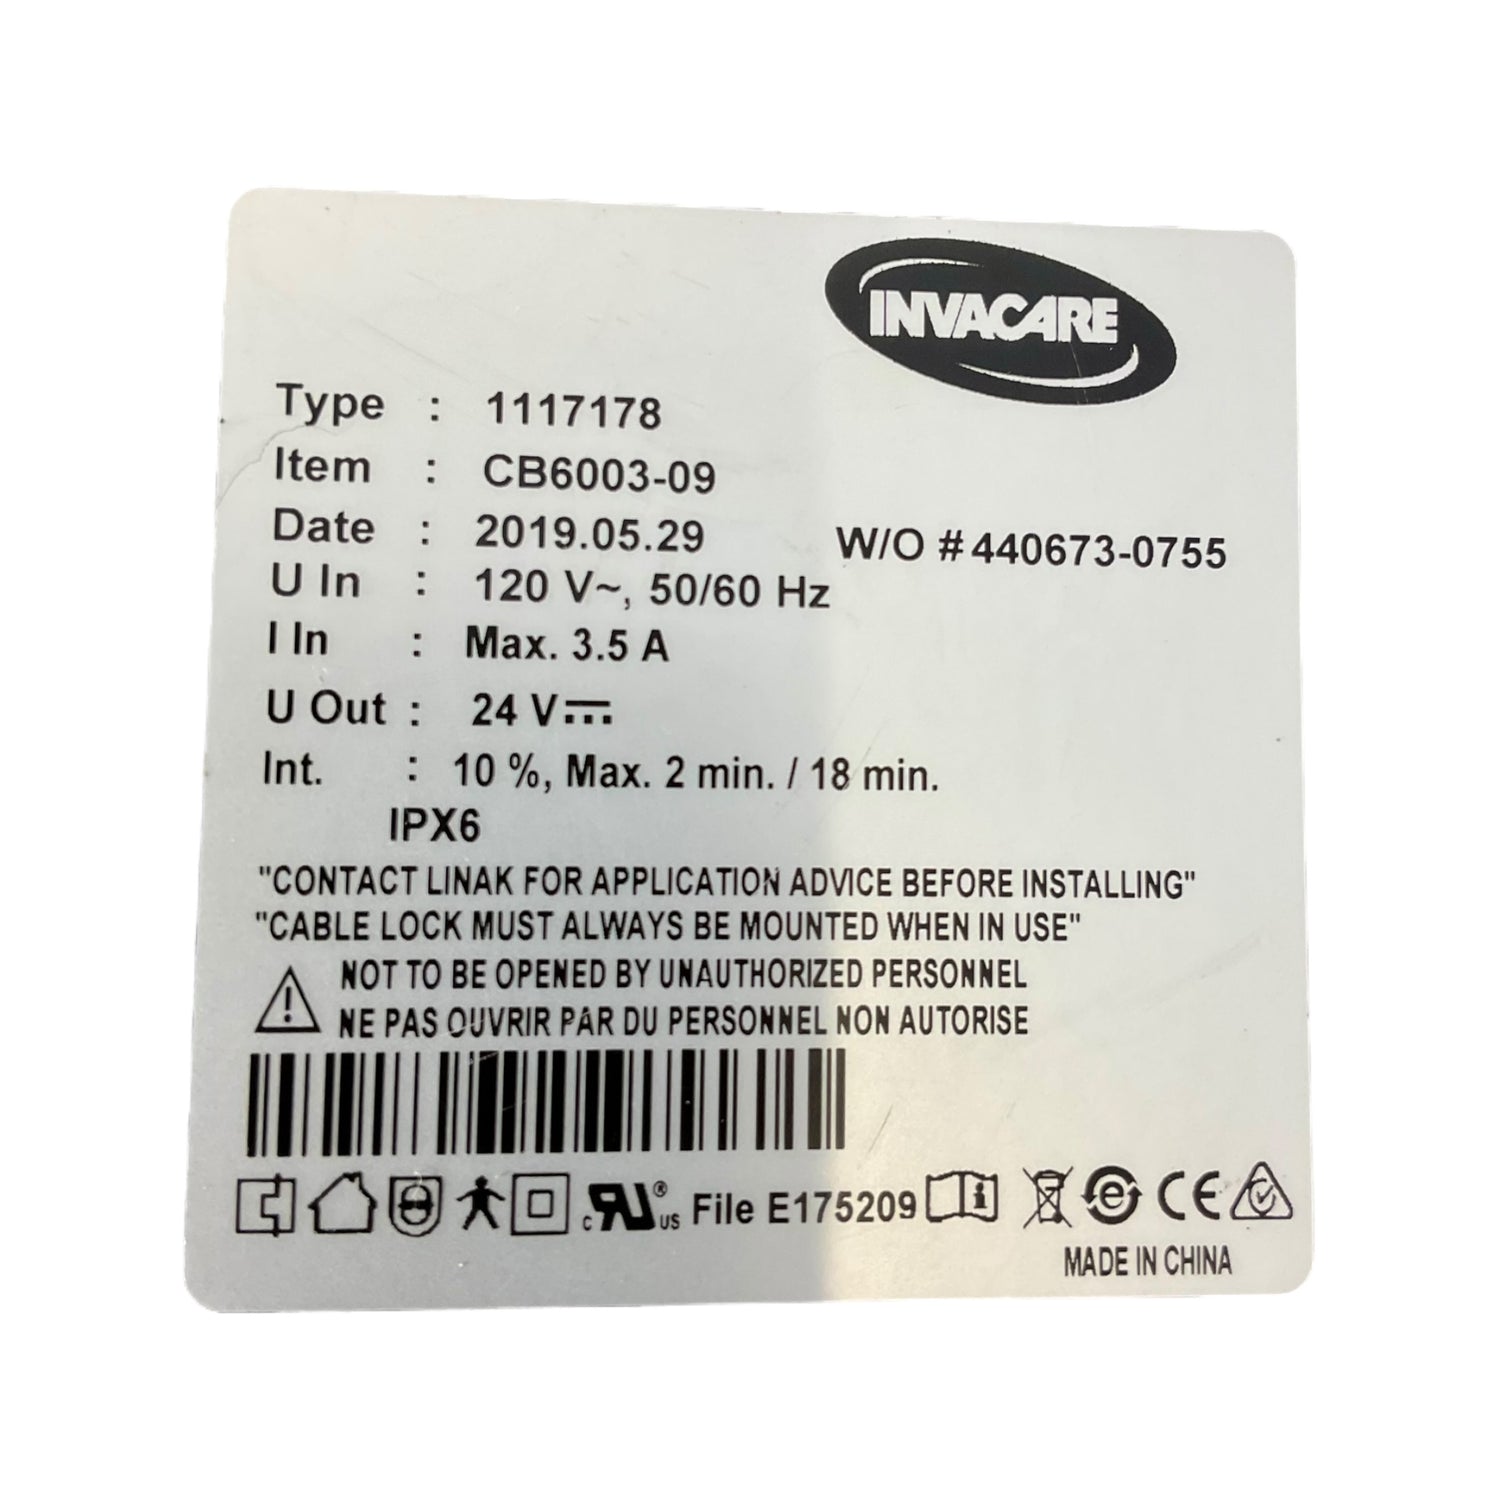 INVACARE
Type : 1117178
Item : CB6003-09
Date : 2019.05.29 W/O # 440673-0755
U In : 120 V~, 50/60 Hz
I In : Max. 3.5 A
U Out : 24 V⎓
Int. : 10 %, Max. 2 min. / 18 min.
IPX6
"CONTACT LINAK FOR APPLICATION ADVICE BEFORE INSTALLING"
"CABLE LOCK MUST ALWAYS BE MOUNTED WHEN IN USE"
NOT TO BE OPENED BY UNAUTHORIZED PERSONNEL
NE PAS OUVRIR PAR DU PERSONNEL NON AUTORISE
c RU ® US File E175209 i e CE
MADE IN CHINA